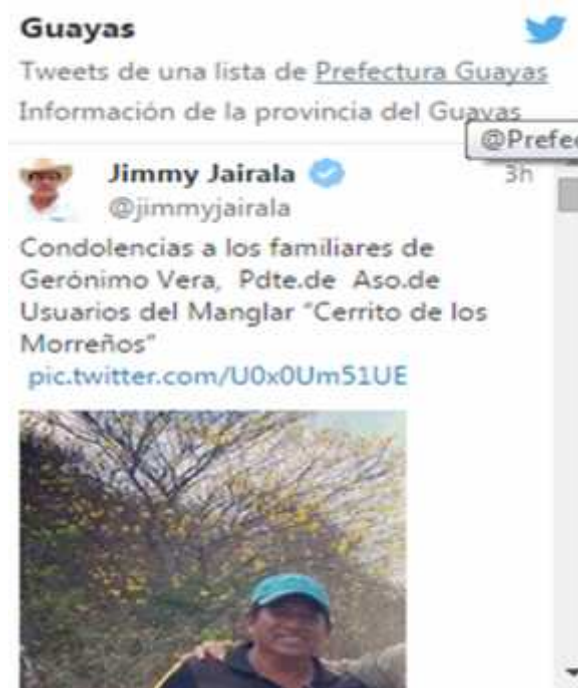 Guayas
Tweets de una lista de Prefectura Guayas
Información de la provincia del Guayas
@Prefec
Jimmy Jairala
3h
@jimmyjairala
Condolencias a los familiares de
Gerónimo Vera, Pdte.de Aso.de
Usuarios del Manglar "Cerrito de los
Morreños"
pic.twitter.com/U0x0Um51UE